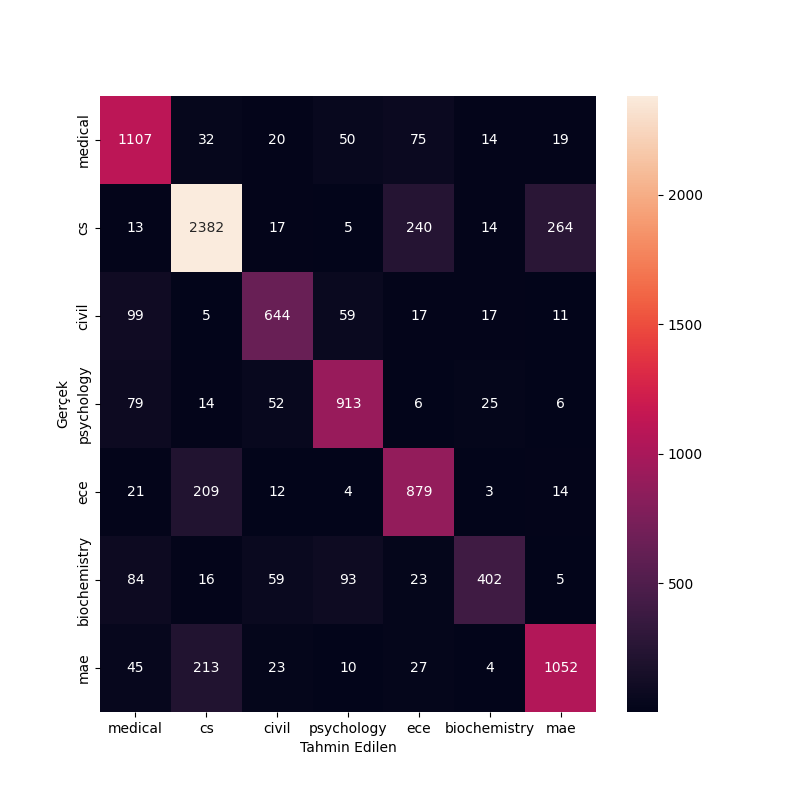 Gerçek
medical 1107 32 20 50 75 14 19
cs 13 2382 17 5 240 14 264
civil 99 5 644 59 17 17 11
psychology 79 14 52 913 6 25 6
ece 21 209 12 4 879 3 14
biochemistry 84 16 59 93 23 402 5
mae 45 213 23 10 27 4 1052
medical cs civil psychology ece biochemistry mae
Tahmin Edilen
2000
1500
1000
500